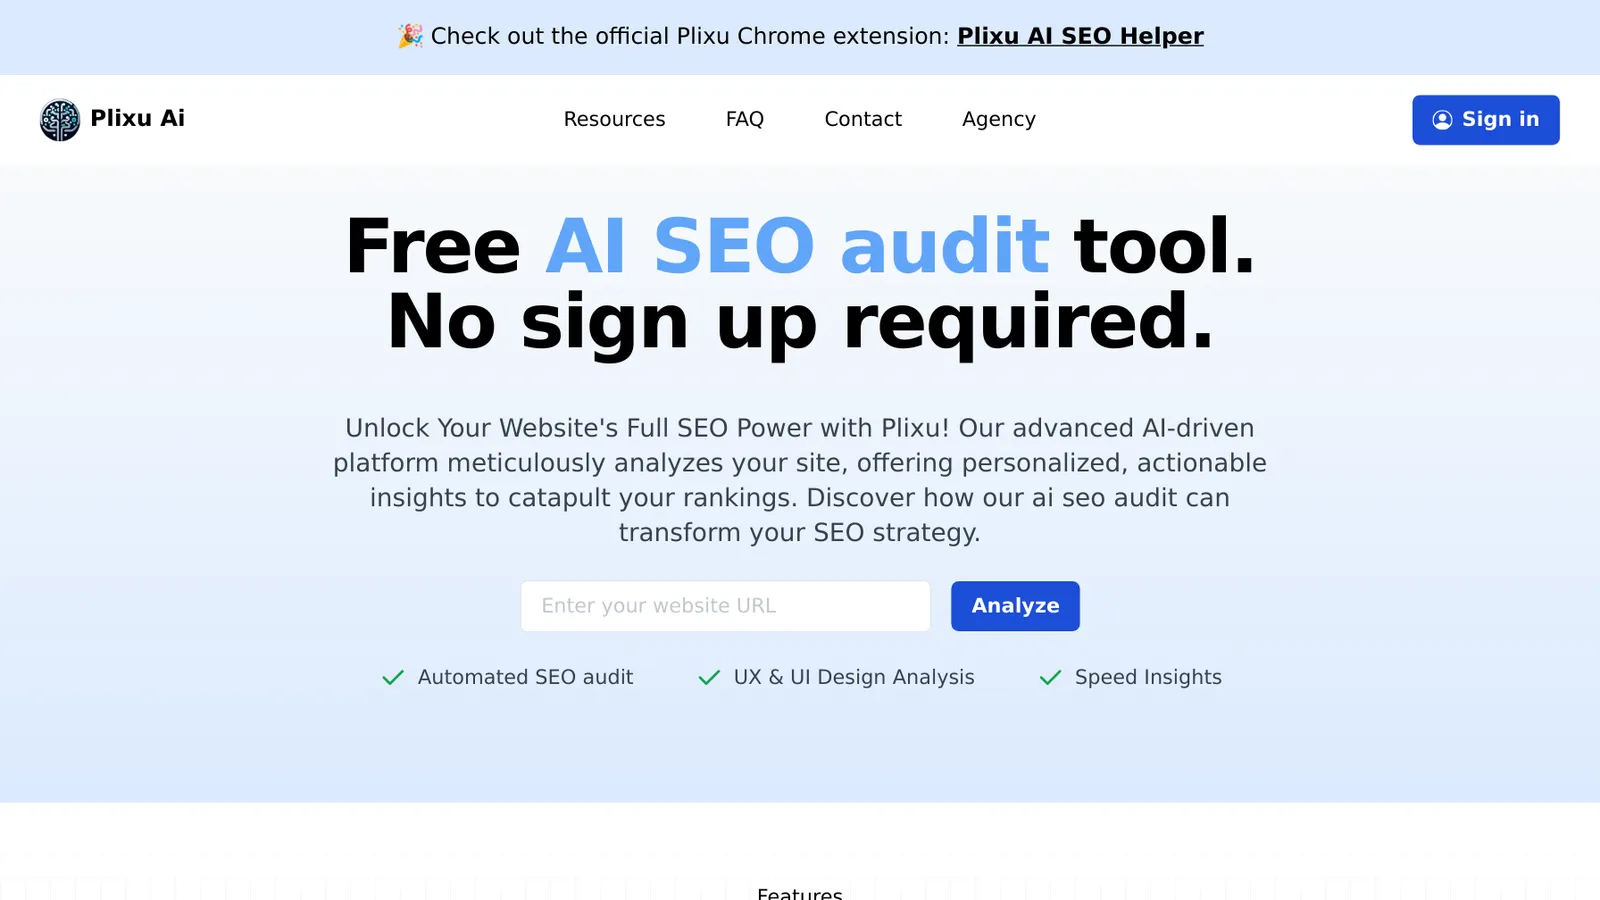 🎉 Check out the official Plixu Chrome extension: Plixu AI SEO Helper
Plixu Ai
Resources
FAQ
Contact
Agency
Sign in
Free AI SEO audit tool.
No sign up required.
Unlock Your Website's Full SEO Power with Plixu! Our advanced AI-driven
platform meticulously analyzes your site, offering personalized, actionable
insights to catapult your rankings. Discover how our ai seo audit can
transform your SEO strategy.
Enter your website URL
Analyze
Automated SEO audit
UX & UI Design Analysis
Speed Insights
Features